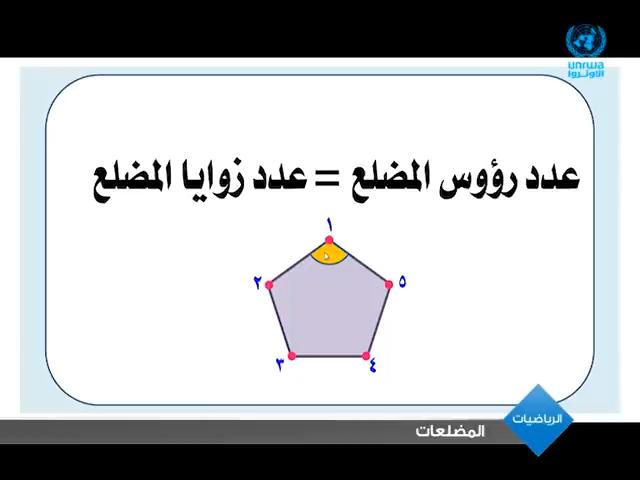 unrwa
الأونروا
عدد رؤوس المضلع = عدد زوايا المضلع
١
٢
٥
٣
٤
الرياضيات
المضلعات